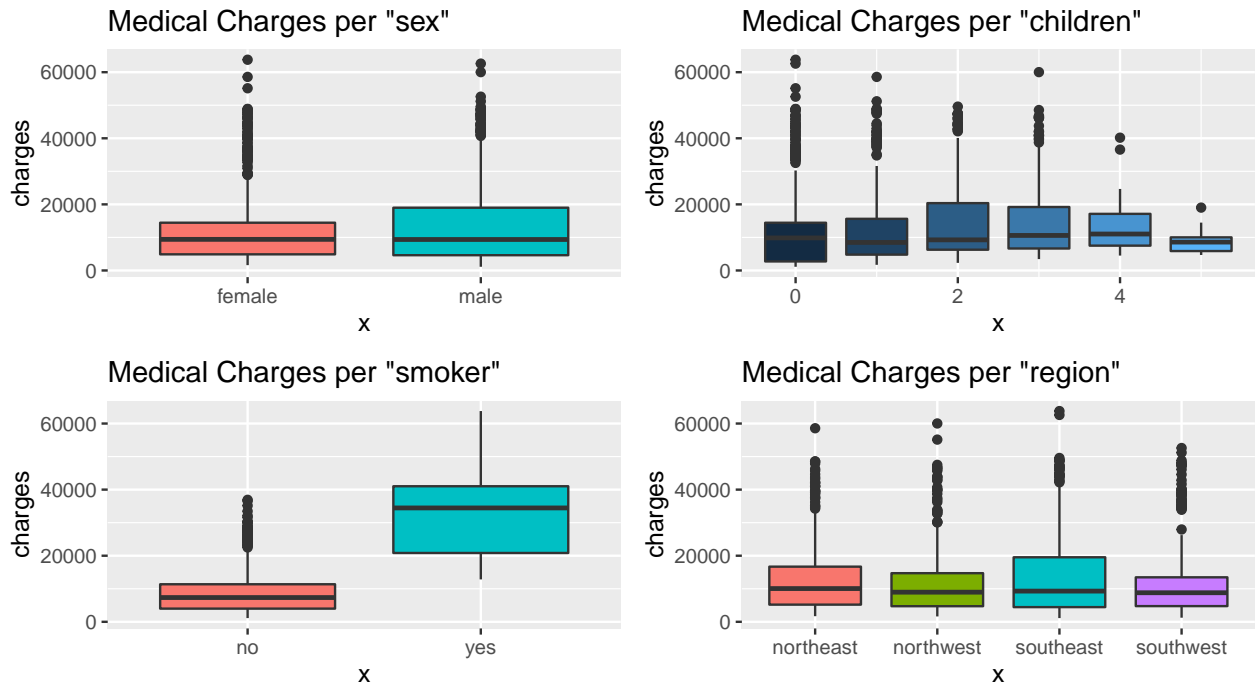 Medical Charges per "sex"
60000
40000
20000
0
charges
female male
x
Medical Charges per "children"
60000
40000
20000
0
charges
0 2 4
x
Medical Charges per "smoker"
60000
40000
20000
0
charges
no yes
x
Medical Charges per "region"
60000
40000
20000
0
charges
northeast northwest southeast southwest
x